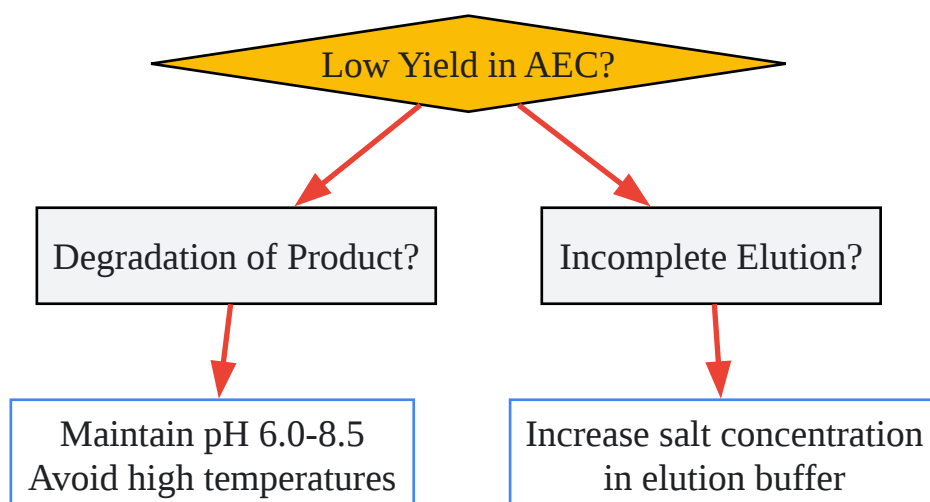 Low Yield in AEC?
Degradation of Product?
Incomplete Elution?
Maintain pH 6.0-8.5
Avoid high temperatures
Increase salt concentration
in elution buffer